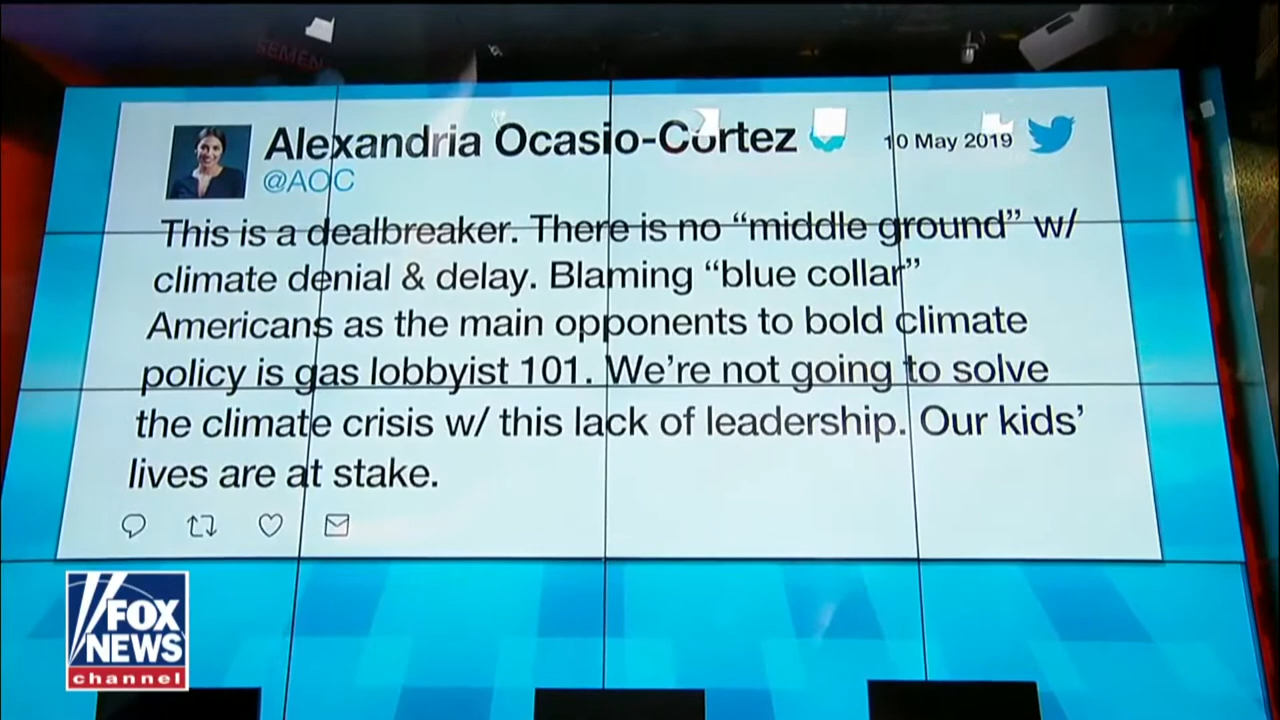 SEMEN
Alexandria Ocasio-Cortez
10 May 2019
@AOC
This is a dealbreaker. There is no “middle ground” w/
climate denial & delay. Blaming “blue collar”
Americans as the main opponents to bold climate
policy is gas lobbyist 101. We’re not going to solve
the climate crisis w/ this lack of leadership. Our kids’
lives are at stake.
FOX
NEWS
channel